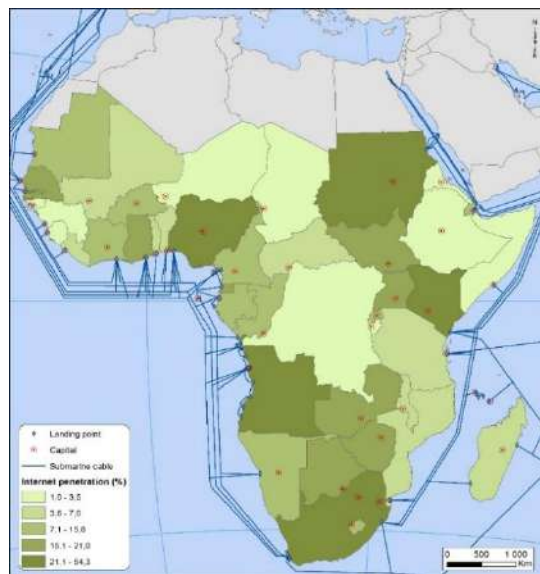 Landing point
Capital
Submarine cable
Internet penetration (%)
1.0 - 3.5
3.6 - 7.0
7.1 - 15.0
15.1 - 21.0
21.1 - 54.3
0 500 1 000
Km